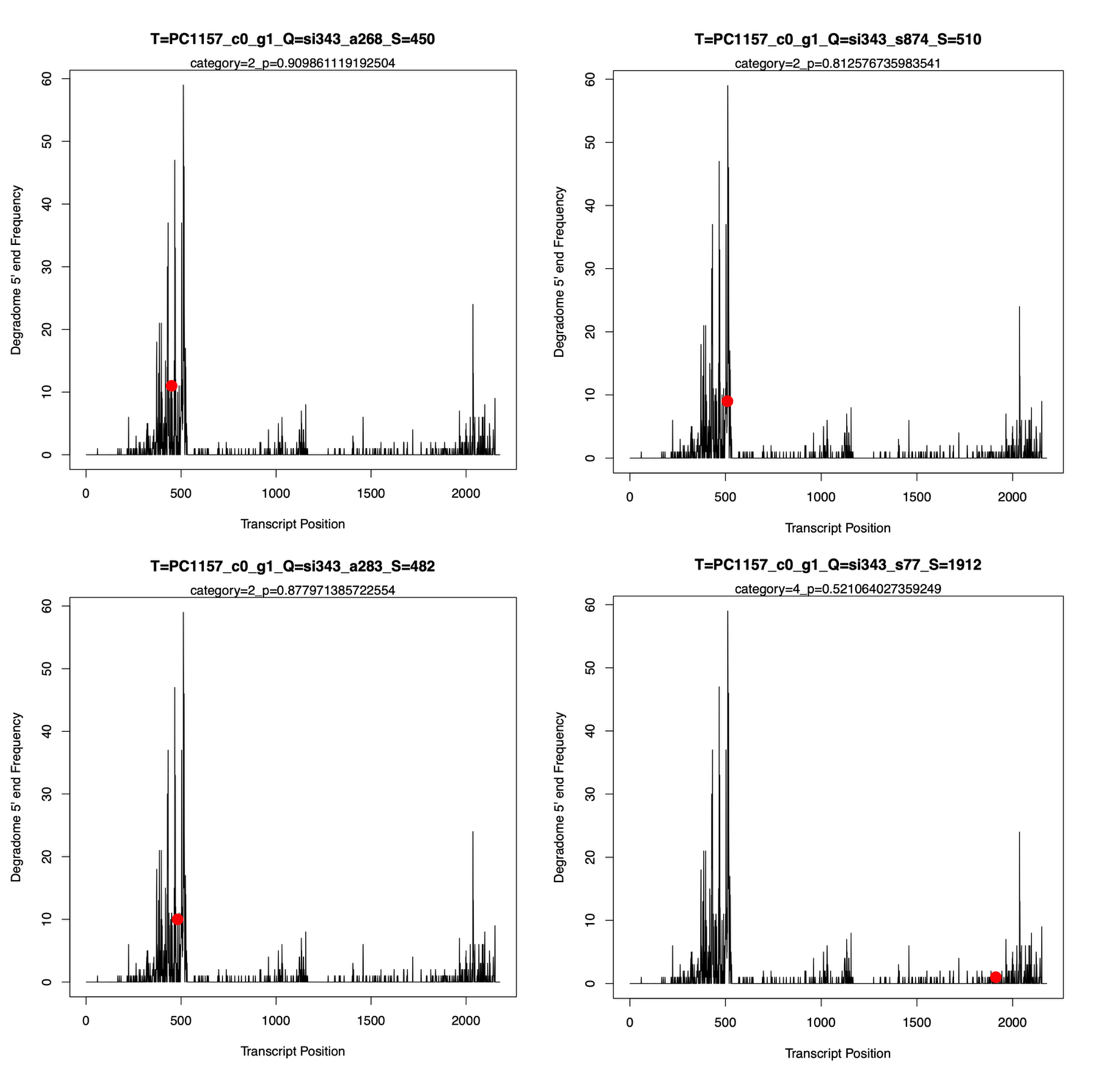 T=PC1157_c0_g1_Q=si343_a268_S=450
category=2_p=0.909861119192504
Degradome 5' end Frequency
60
50
40
30
20
10
0
0 500 1000 1500 2000
Transcript Position
T=PC1157_c0_g1_Q=si343_s874_S=510
category=2_p=0.812576735983541
Degradome 5' end Frequency
60
50
40
30
20
10
0
0 500 1000 1500 2000
Transcript Position
T=PC1157_c0_g1_Q=si343_a283_S=482
category=2_p=0.877971385722554
Degradome 5' end Frequency
60
50
40
30
20
10
0
0 500 1000 1500 2000
Transcript Position
T=PC1157_c0_g1_Q=si343_s77_S=1912
category=4_p=0.521064027359249
Degradome 5' end Frequency
60
50
40
30
20
10
0
0 500 1000 1500 2000
Transcript Position